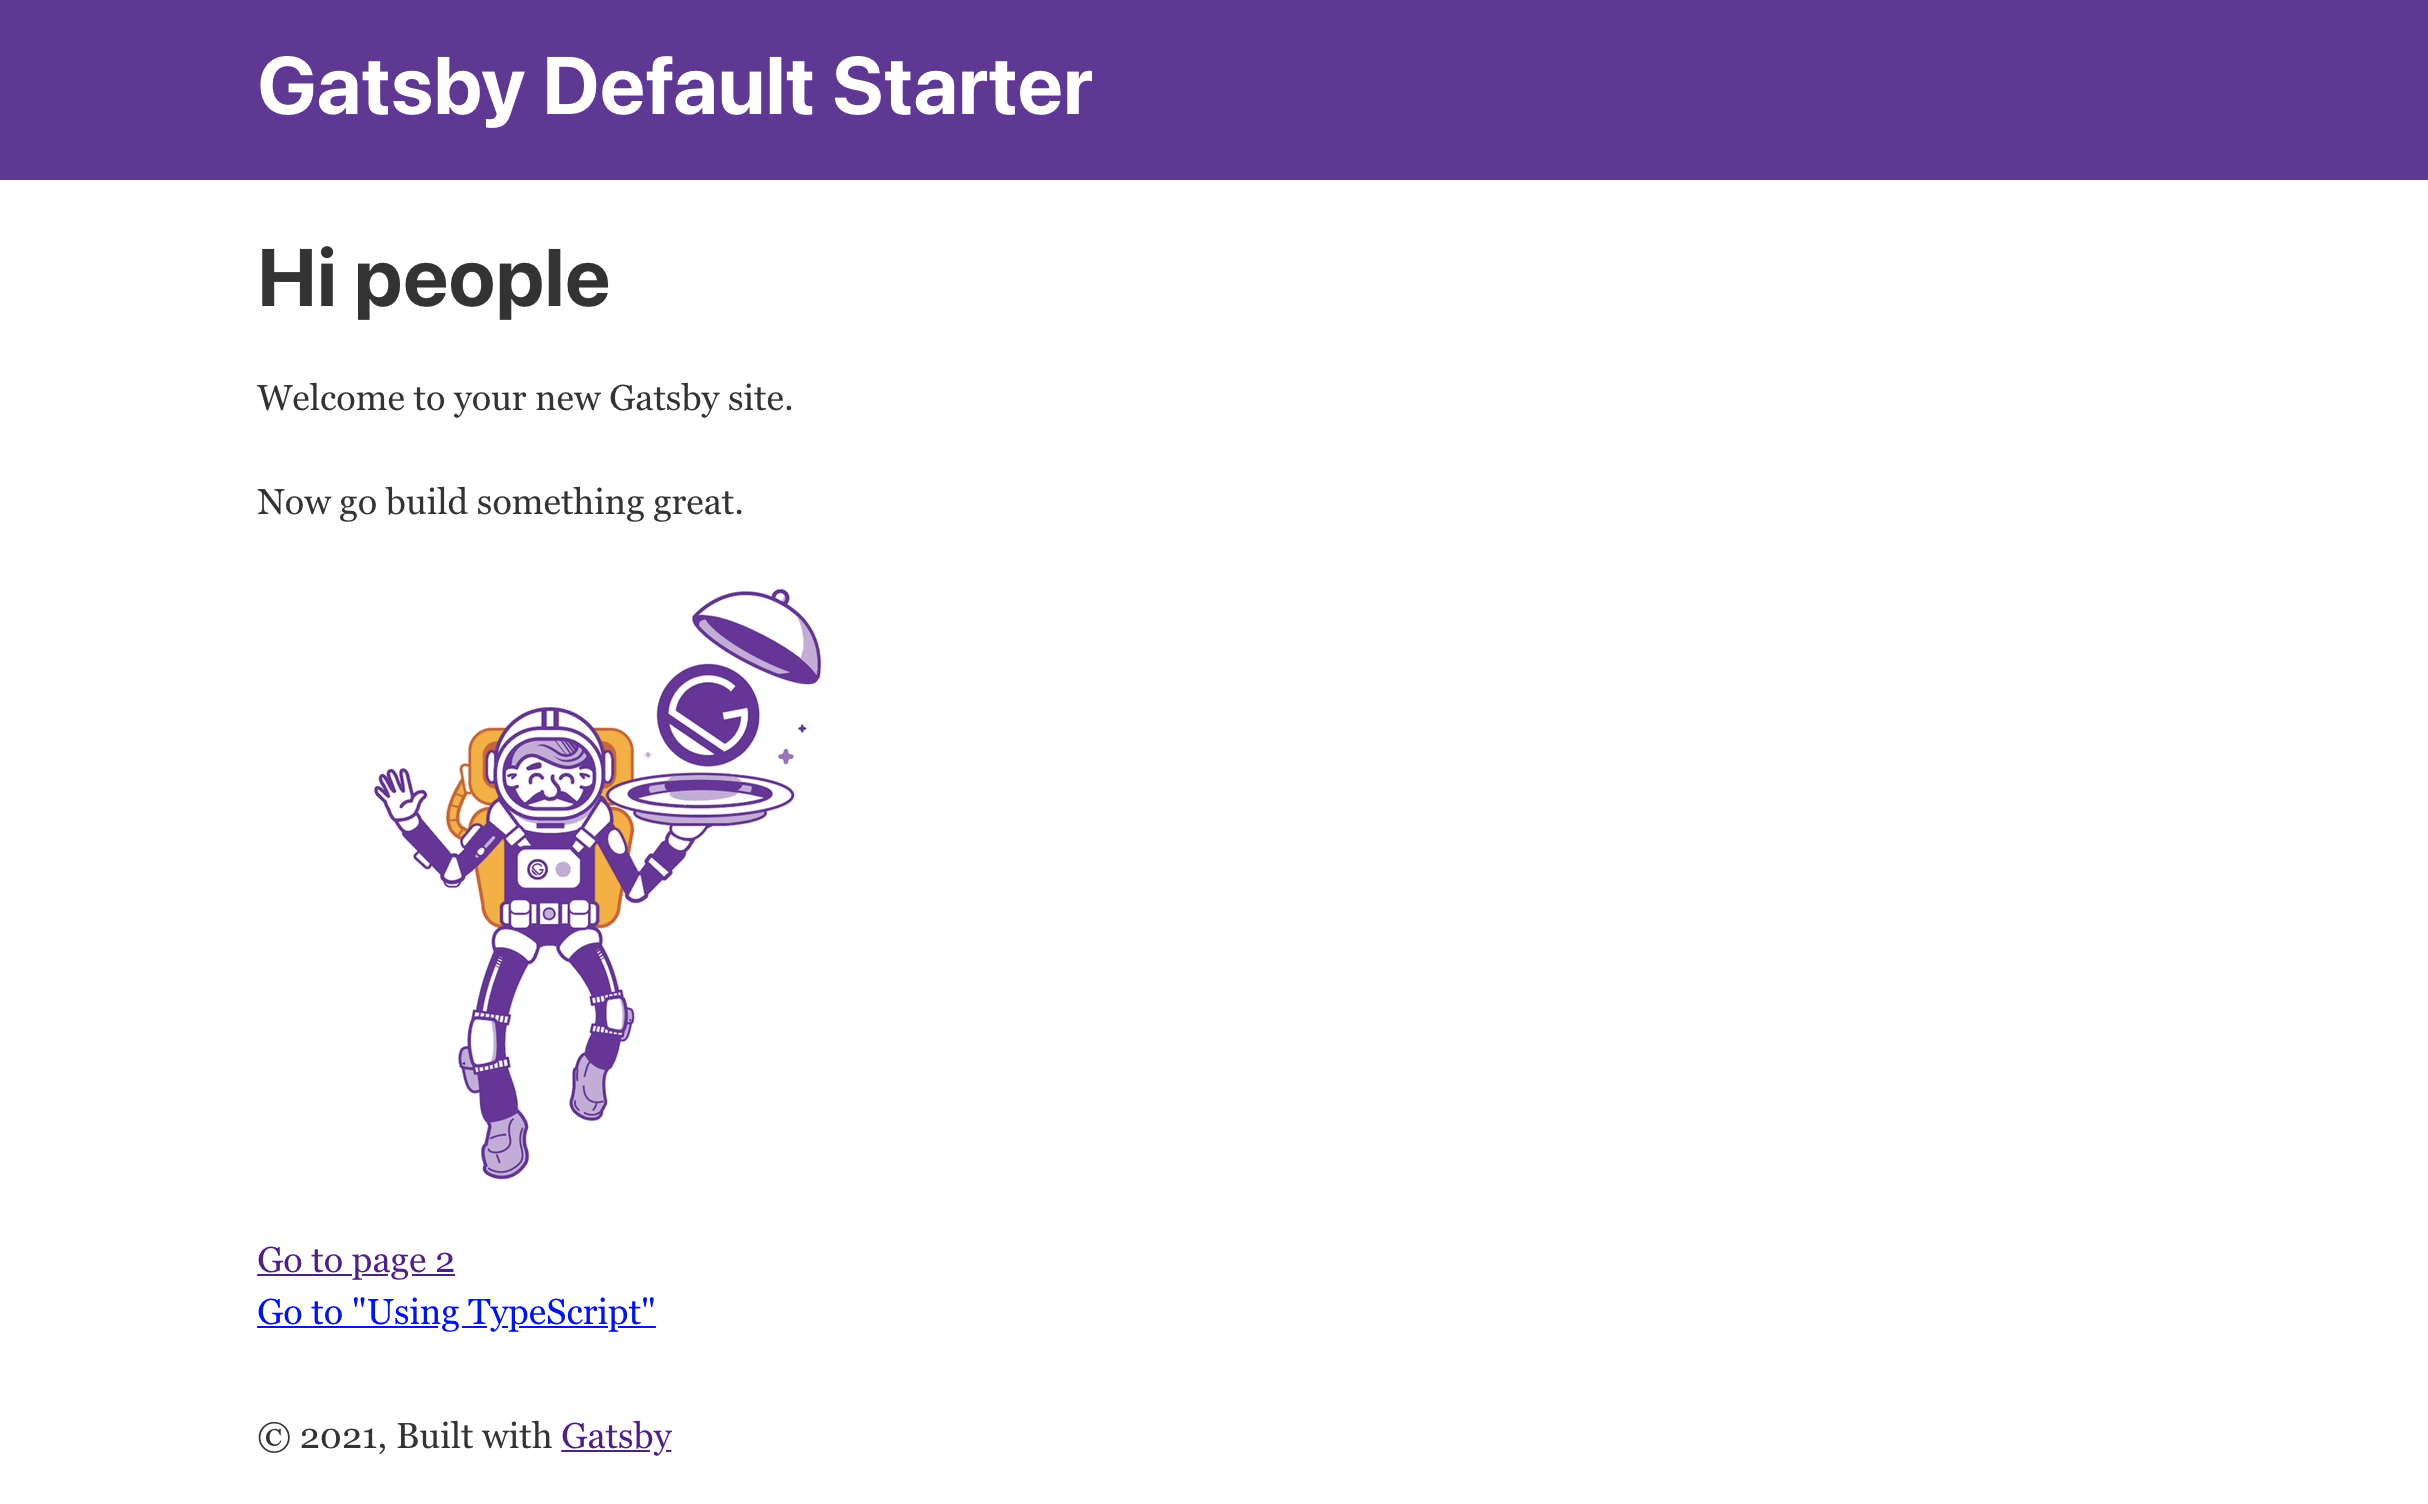 Gatsby Default Starter
Hi people
Welcome to your new Gatsby site.
Now go build something great.
Go to page 2
Go to "Using TypeScript"
© 2021, Built with Gatsby